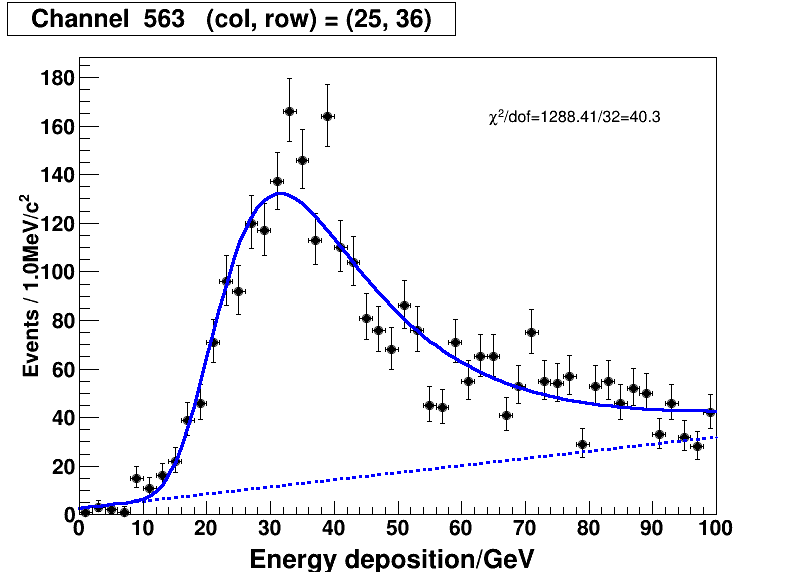 Channel 563 (col, row) = (25, 36)
χ²/dof=1288.41/32=40.3
Events / 1.0MeV/c²
180
160
140
120
100
80
60
40
20
0
0 10 20 30 40 50 60 70 80 90 100
Energy deposition/GeV